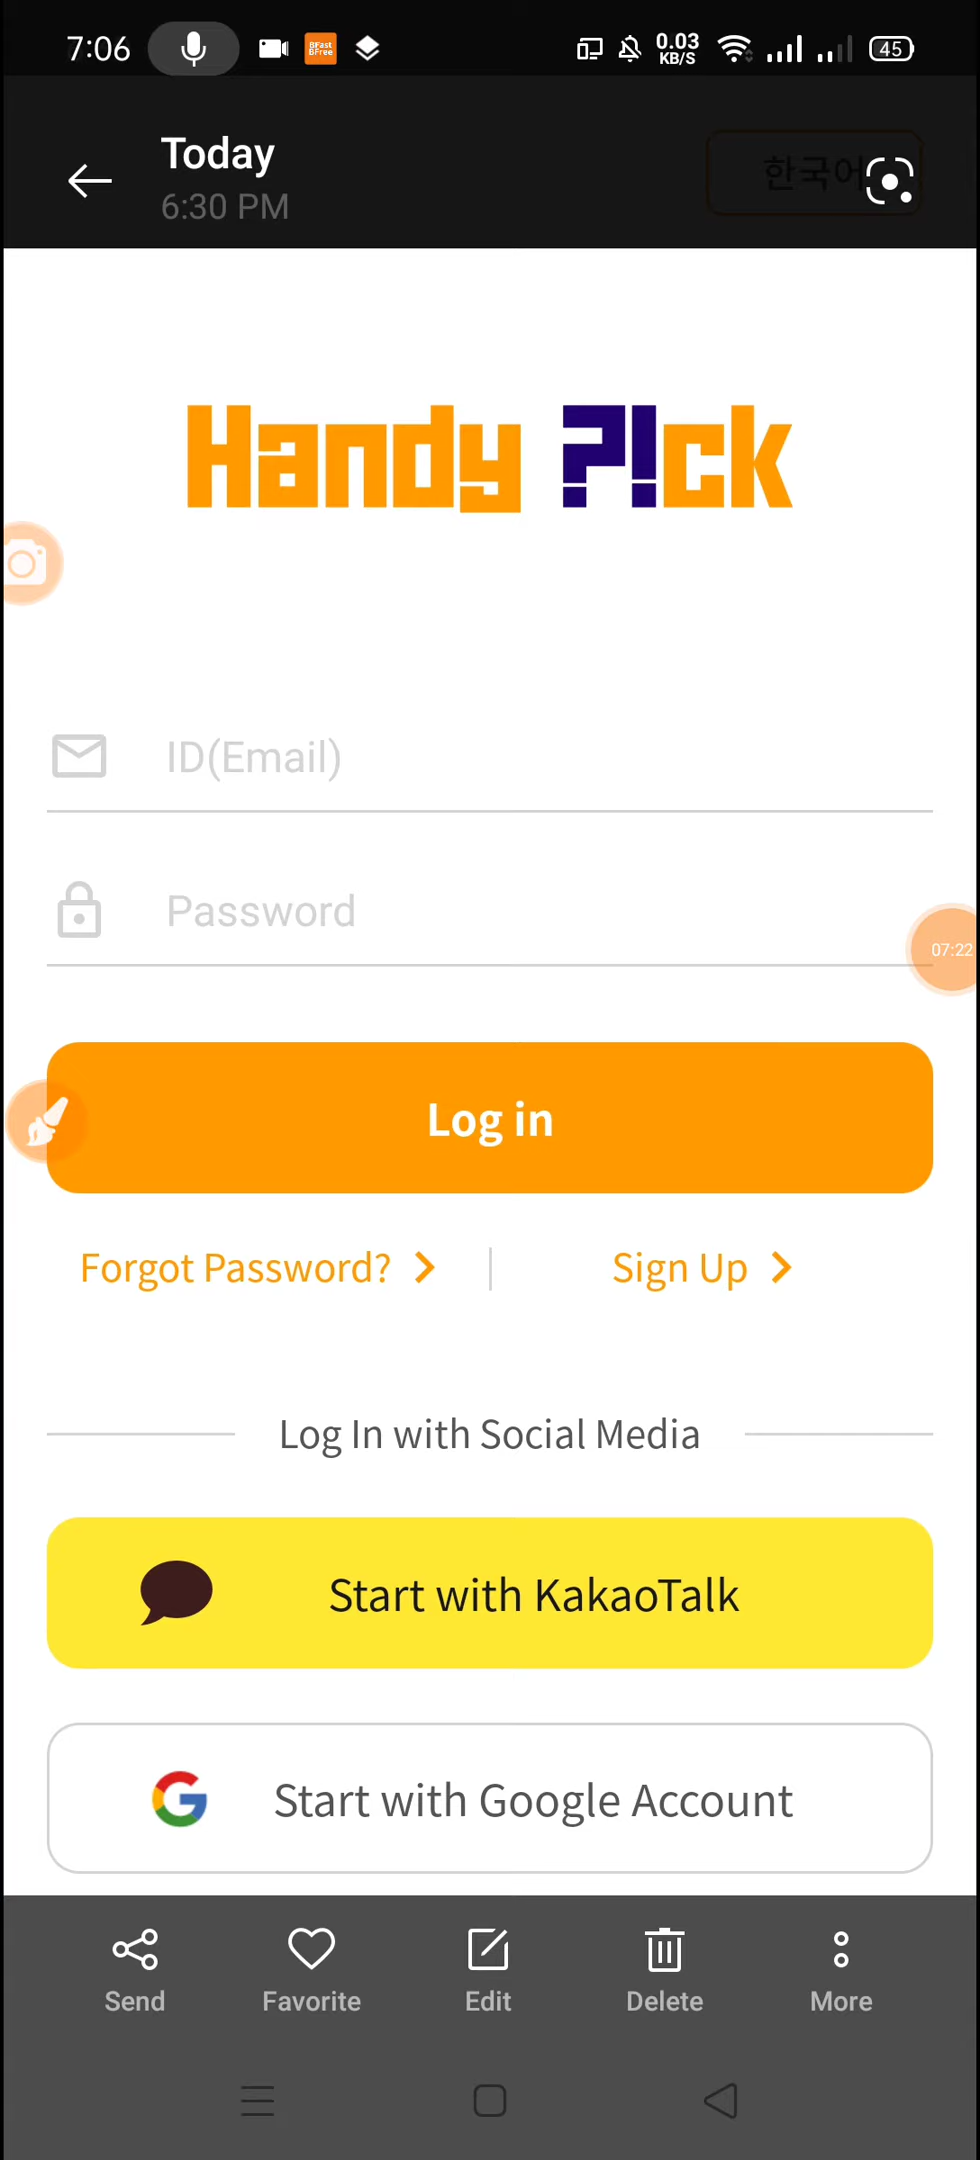 7:06
BFast
BFree
0.03
KB/S
45
Today
6:30 PM
한국어
Handy P!ck
ID(Email)
Password
07:22
Log in
Forgot Password?
Sign Up
Log In with Social Media
Start with KakaoTalk
Start with Google Account
Send
Favorite
Edit
Delete
More